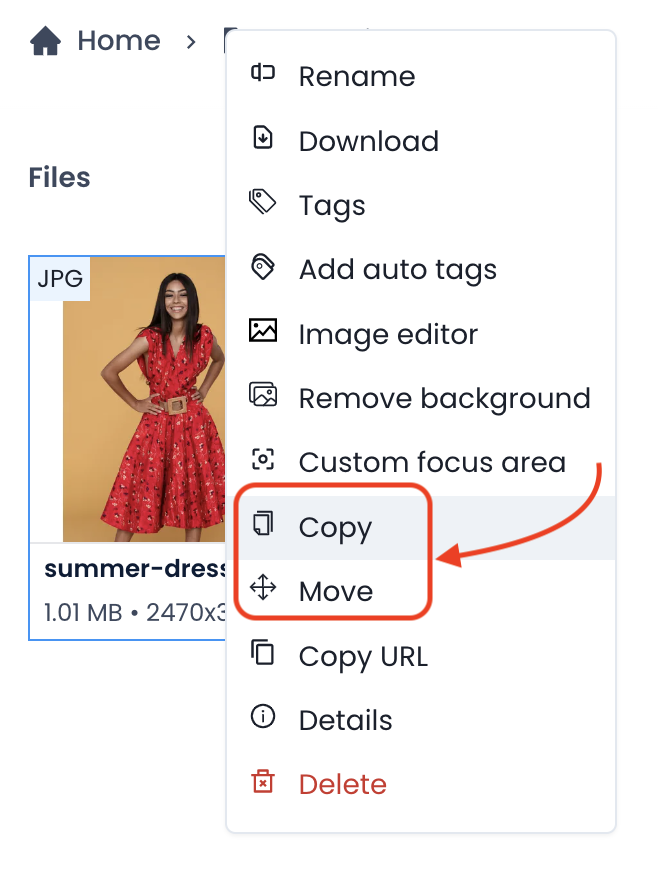 Home
Files
JPG
summer-dress
1.01 MB • 2470x3
Rename
Download
Tags
Add auto tags
Image editor
Remove background
Custom focus area
Copy
Move
Copy URL
Details
Delete